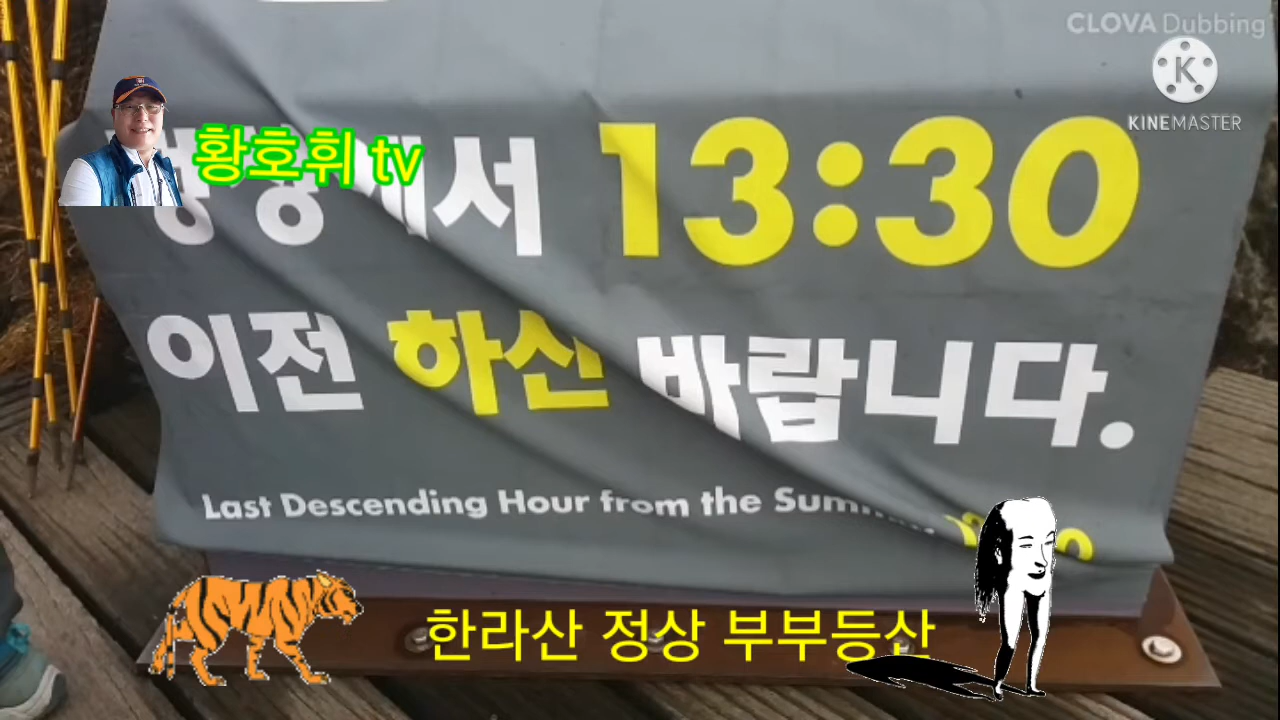 CLOVA Dubbing
KINEMASTER
황호휘 tv
13:30
이전 하산 바랍니다.
Last Descending Hour from the
한라산 정상 부부등산